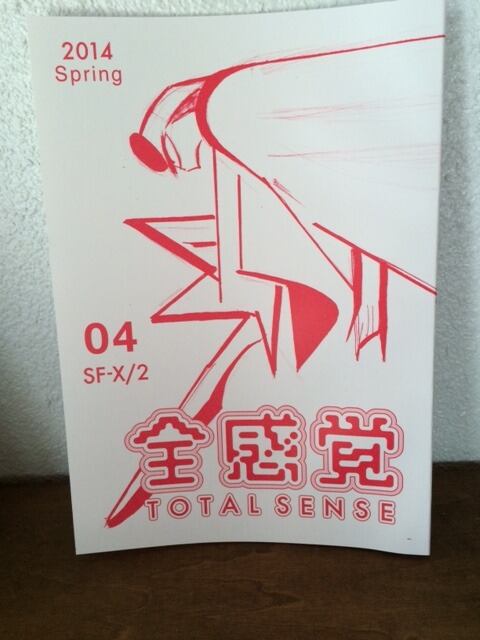 2014
Spring
04
SF-X/2
全感覚
TOTAL SENSE